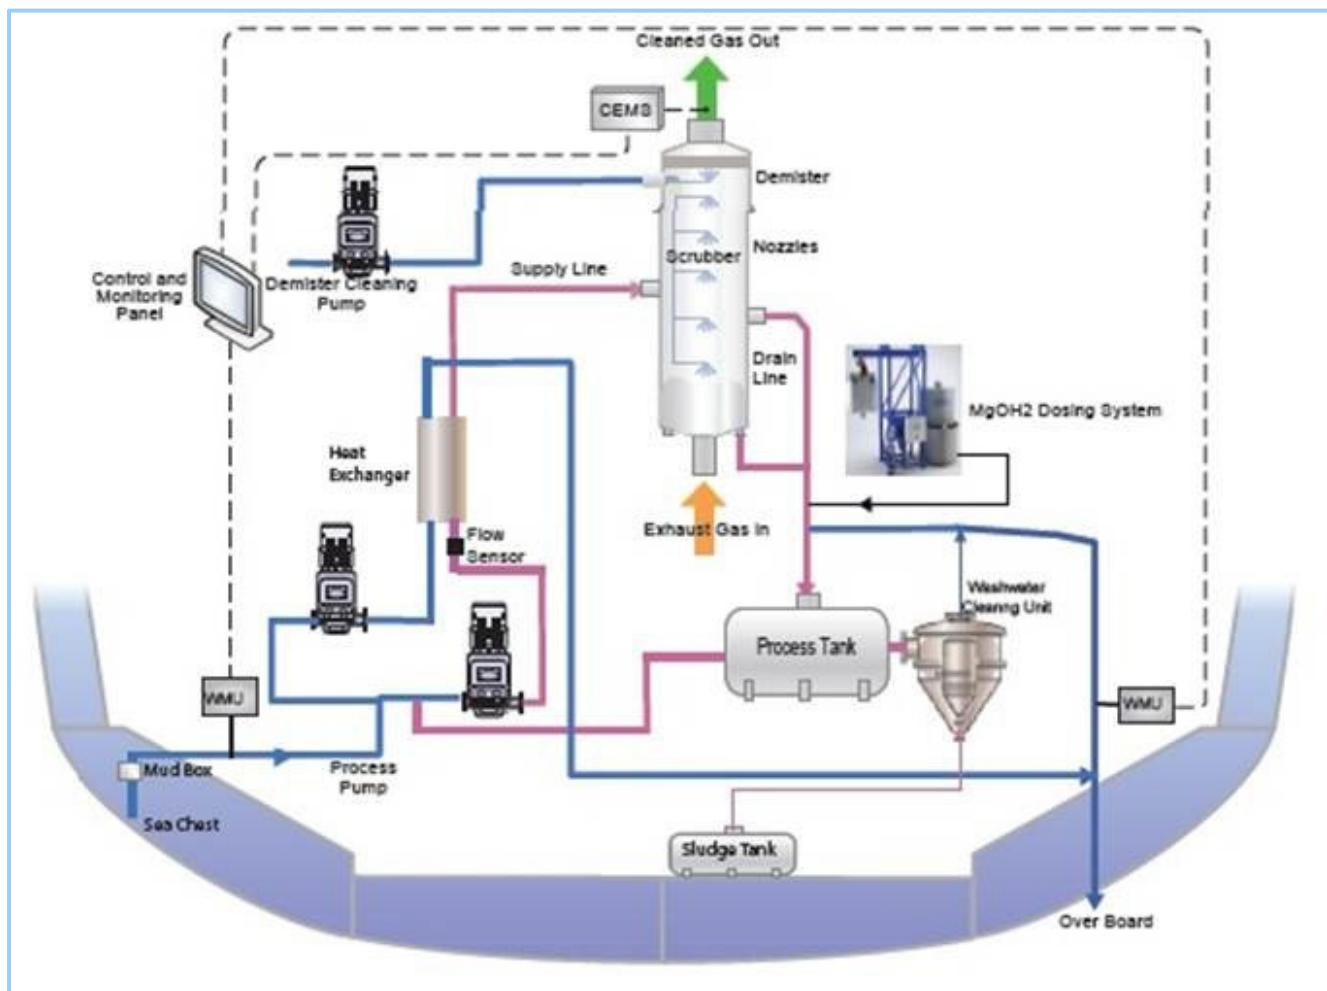 Cleaned Gas Out
CEMS
Demister
Nozzles
Scrubber
Supply Line
Control and
Monitoring
Panel
Demister Cleaning
Pump
Drain
Line
MgOH2 Dosing System
Heat
Exchanger
Flow
Sensor
Exhaust Gas In
Washwater
Cleaning Unit
Process Tank
WMU
WMU
Mud Box
Process
Pump
Sea Chest
Sludge Tank
Over Board